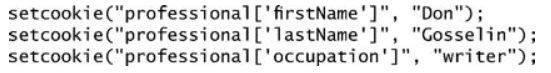 setcookie("professional['firstName']", "Don");
setcookie("professional['lastName']", "Gosselin");
setcookie("professional['occupation']", "writer");